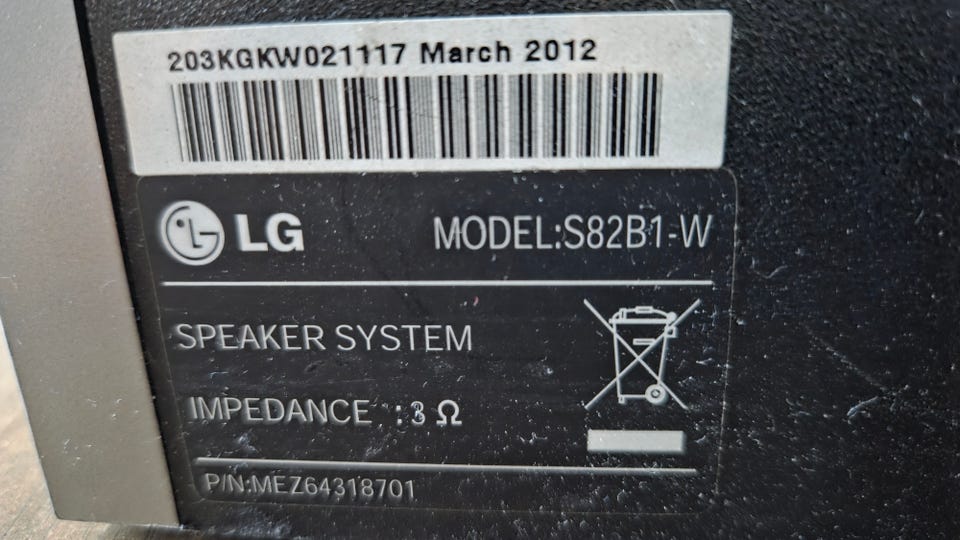 203KGKW021117 March 2012
LG MODEL:S82B1-W
SPEAKER SYSTEM
IMPEDANCE :3 Ω
P/N:MEZ64318701